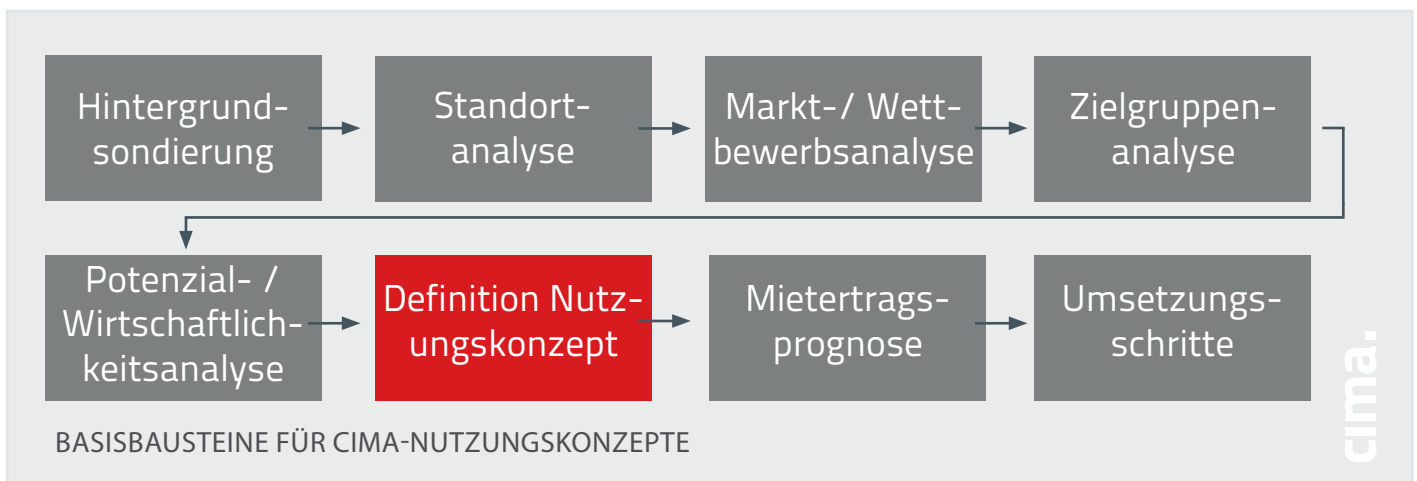 Hintergrund-
sondierung
Standort-
analyse
Markt-/ Wett-
bewerbsanalyse
Zielgruppen-
analyse
Potenzial- /
Wirtschaftlich-
keitsanalyse
Definition Nutz-
ungskonzept
Mietertrags-
prognose
Umsetzungs-
schritte
BASISBAUSTEINE FÜR CIMA-NUTZUNGSKONZEPTE
cima.